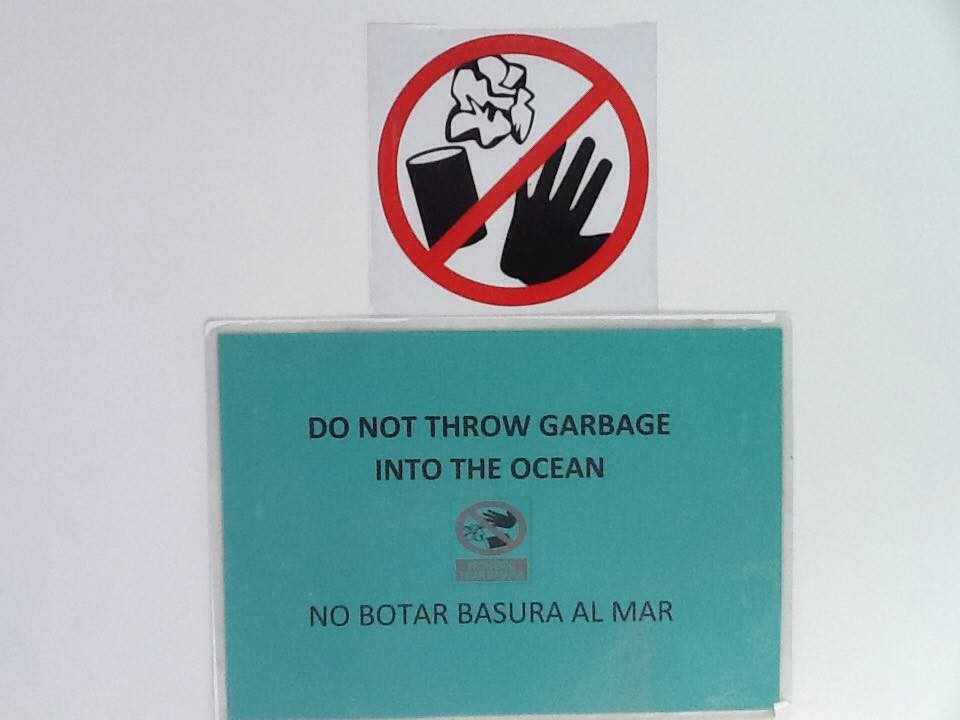 DO NOT THROW GARBAGE
INTO THE OCEAN
NO BOTAR BASURA AL MAR